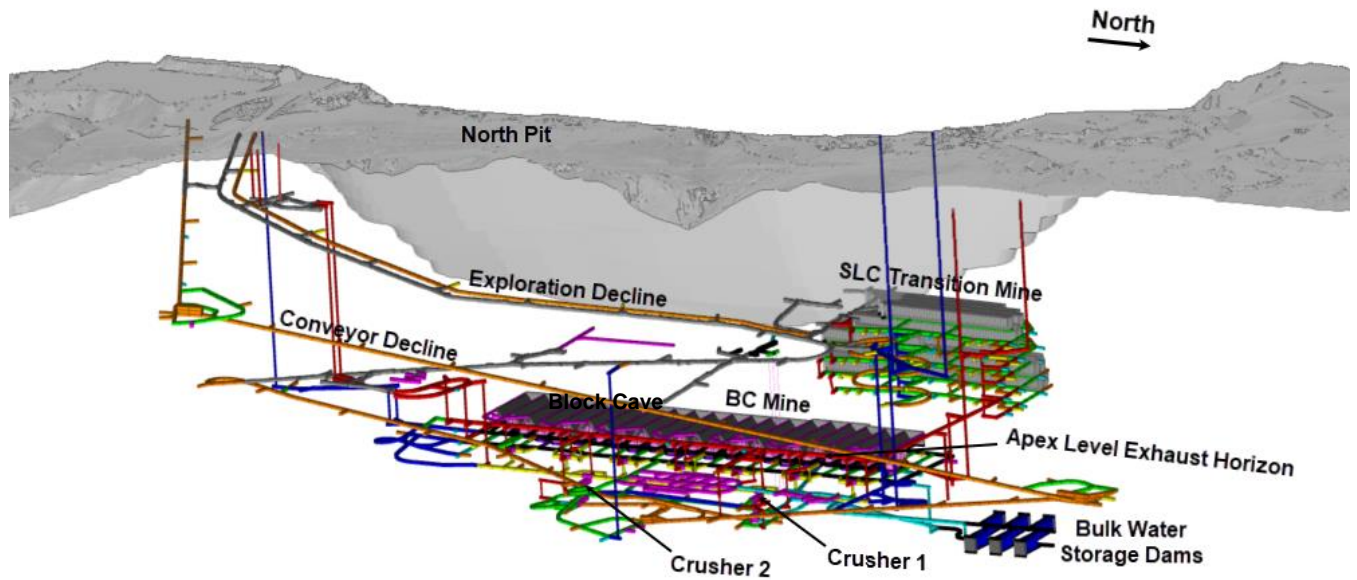 North
North Pit
SLC Transition Mine
Exploration Decline
Conveyor Decline
Block Cave
BC Mine
Apex Level Exhaust Horizon
Bulk Water
Storage Dams
Crusher 1
Crusher 2